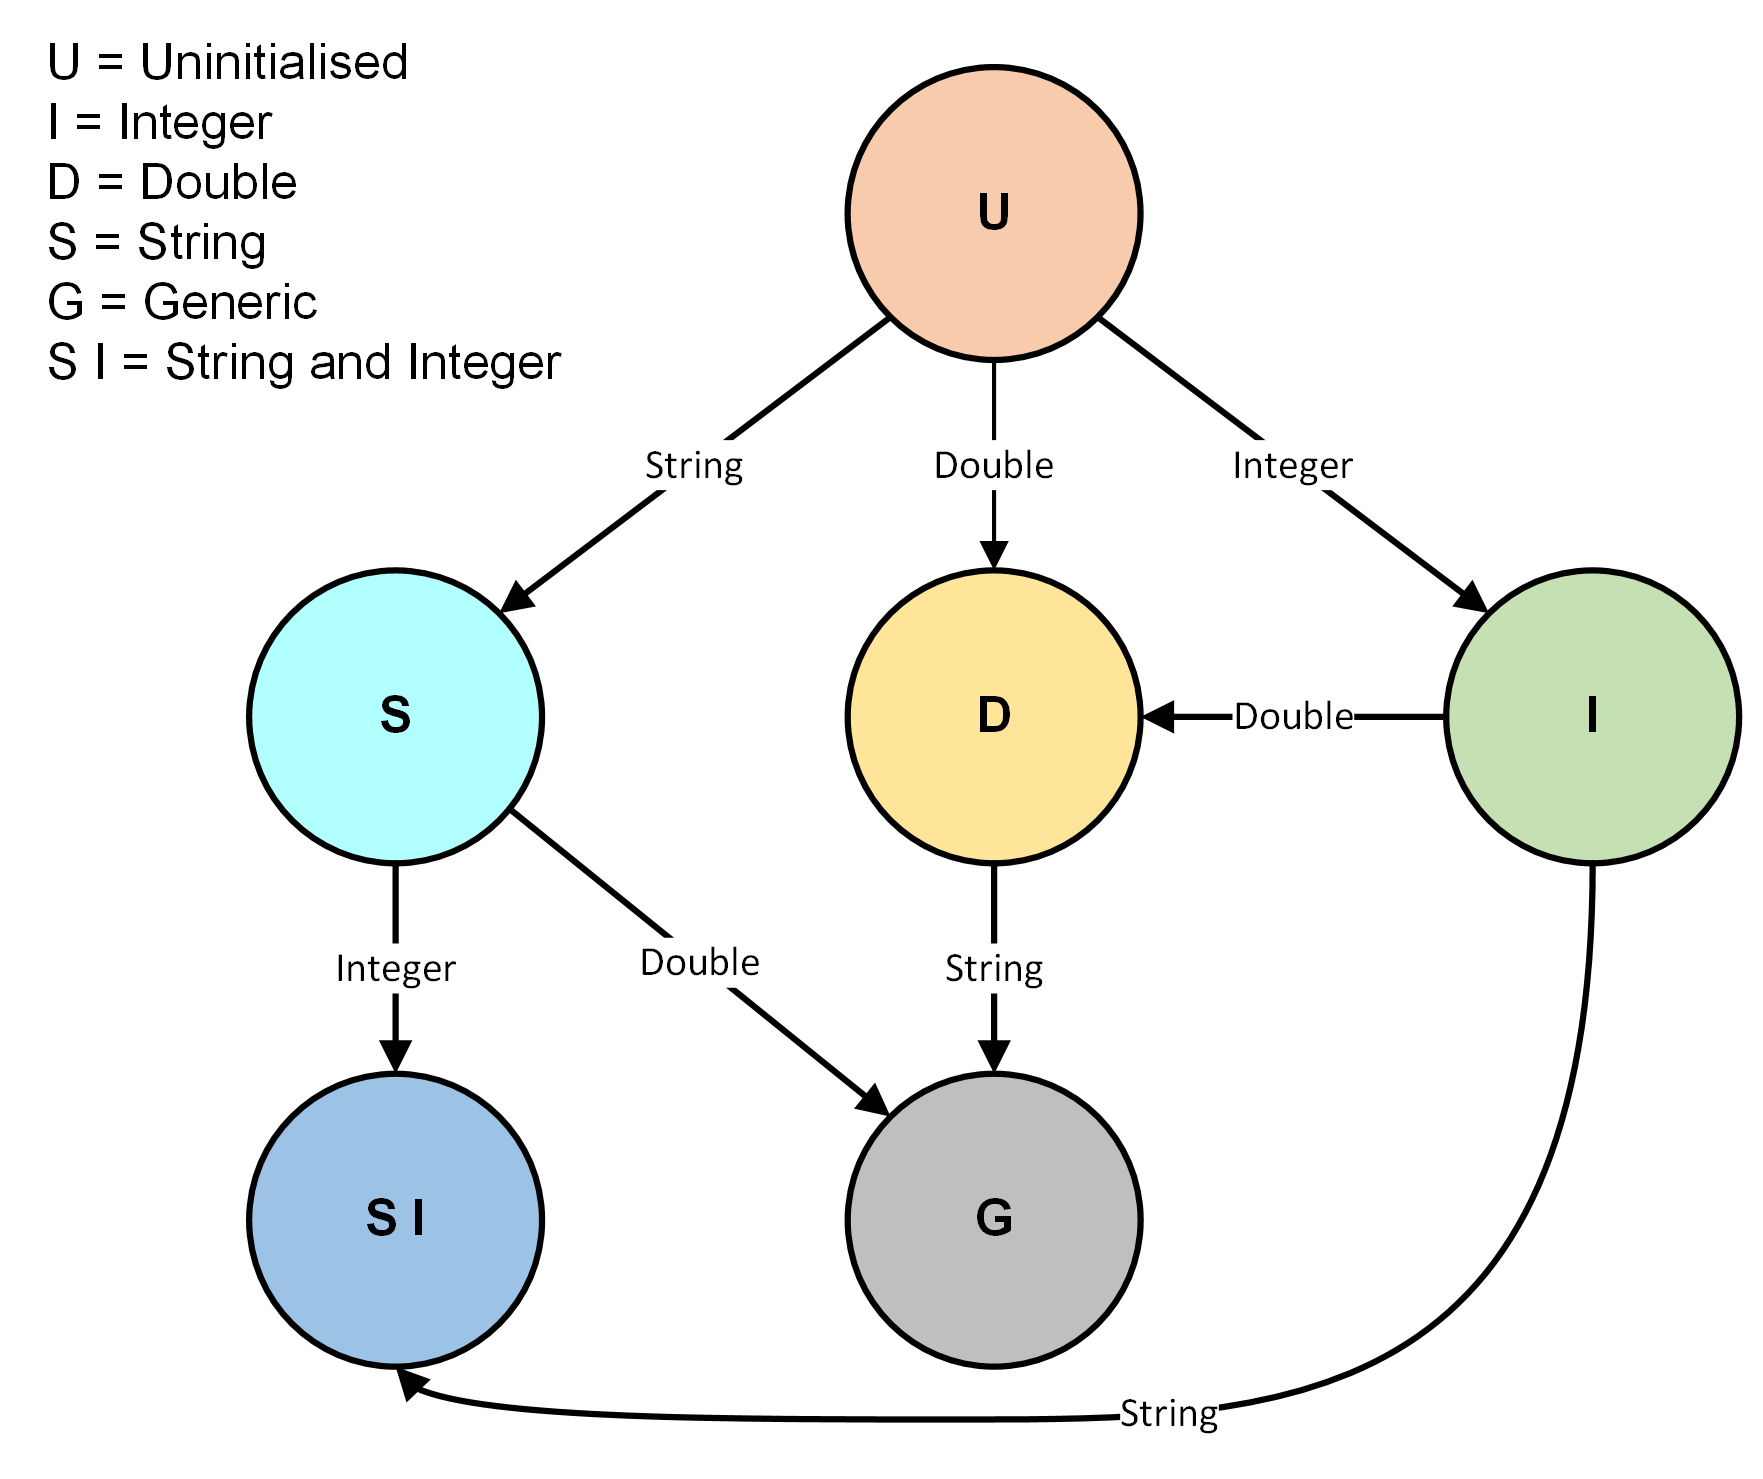 U = Uninitialised
I = Integer
D = Double
S = String
G = Generic
S I = String and Integer
U
String
Double
Integer
S
D
Double
I
Integer
Double
String
S I
G
String